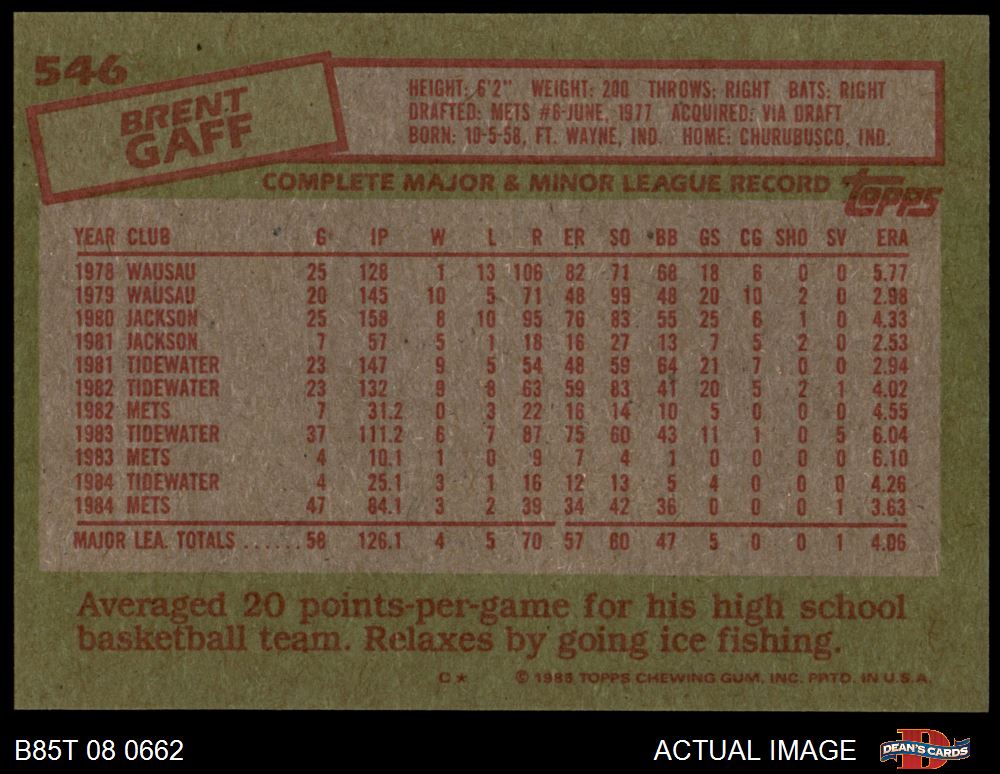 546
BRENT
GAFF
HEIGHT: 6'2" WEIGHT: 200 THROWS: RIGHT BATS: RIGHT
DRAFTED: METS #6-JUNE, 1977 ACQUIRED: VIA DRAFT
BORN: 10-5-58, FT. WAYNE, IND. HOME: CHURUBUSCO, IND.
COMPLETE MAJOR & MINOR LEAGUE RECORD topps
YEAR CLUB G IP W L R ER SO BB GS CG SHO SV ERA
1978 WAUSAU 25 128 1 13 106 82 71 68 18 6 0 0 5.77
1979 WAUSAU 20 145 10 5 71 48 99 48 20 10 2 0 2.98
1980 JACKSON 25 158 8 10 95 76 83 55 25 6 1 0 4.33
1981 JACKSON 7 57 5 1 18 16 27 13 7 5 2 0 2.53
1981 TIDEWATER 23 147 9 5 54 48 59 64 21 7 0 0 2.94
1982 TIDEWATER 23 132 9 8 63 59 83 41 20 5 2 1 4.02
1982 METS 7 31.2 0 3 22 16 14 10 5 0 0 0 4.55
1983 TIDEWATER 37 111.2 6 7 87 75 60 43 11 1 0 5 6.04
1983 METS 4 10.1 1 0 9 7 4 1 0 0 0 0 6.10
1984 TIDEWATER 4 25.1 3 1 16 12 13 5 4 0 0 0 4.26
1984 METS 47 84.1 3 2 39 34 42 36 0 0 0 1 3.63
MAJOR LEA. TOTALS ...... 58 126.1 4 5 70 57 60 47 5 0 0 1 4.06
Averaged 20 points-per-game for his high school
basketball team. Relaxes by going ice fishing.
C* © 1985 TOPPS CHEWING GUM, INC. PRTD. IN U.S.A.
B85T 08 0662 ACTUAL IMAGE DEAN'S CARDS